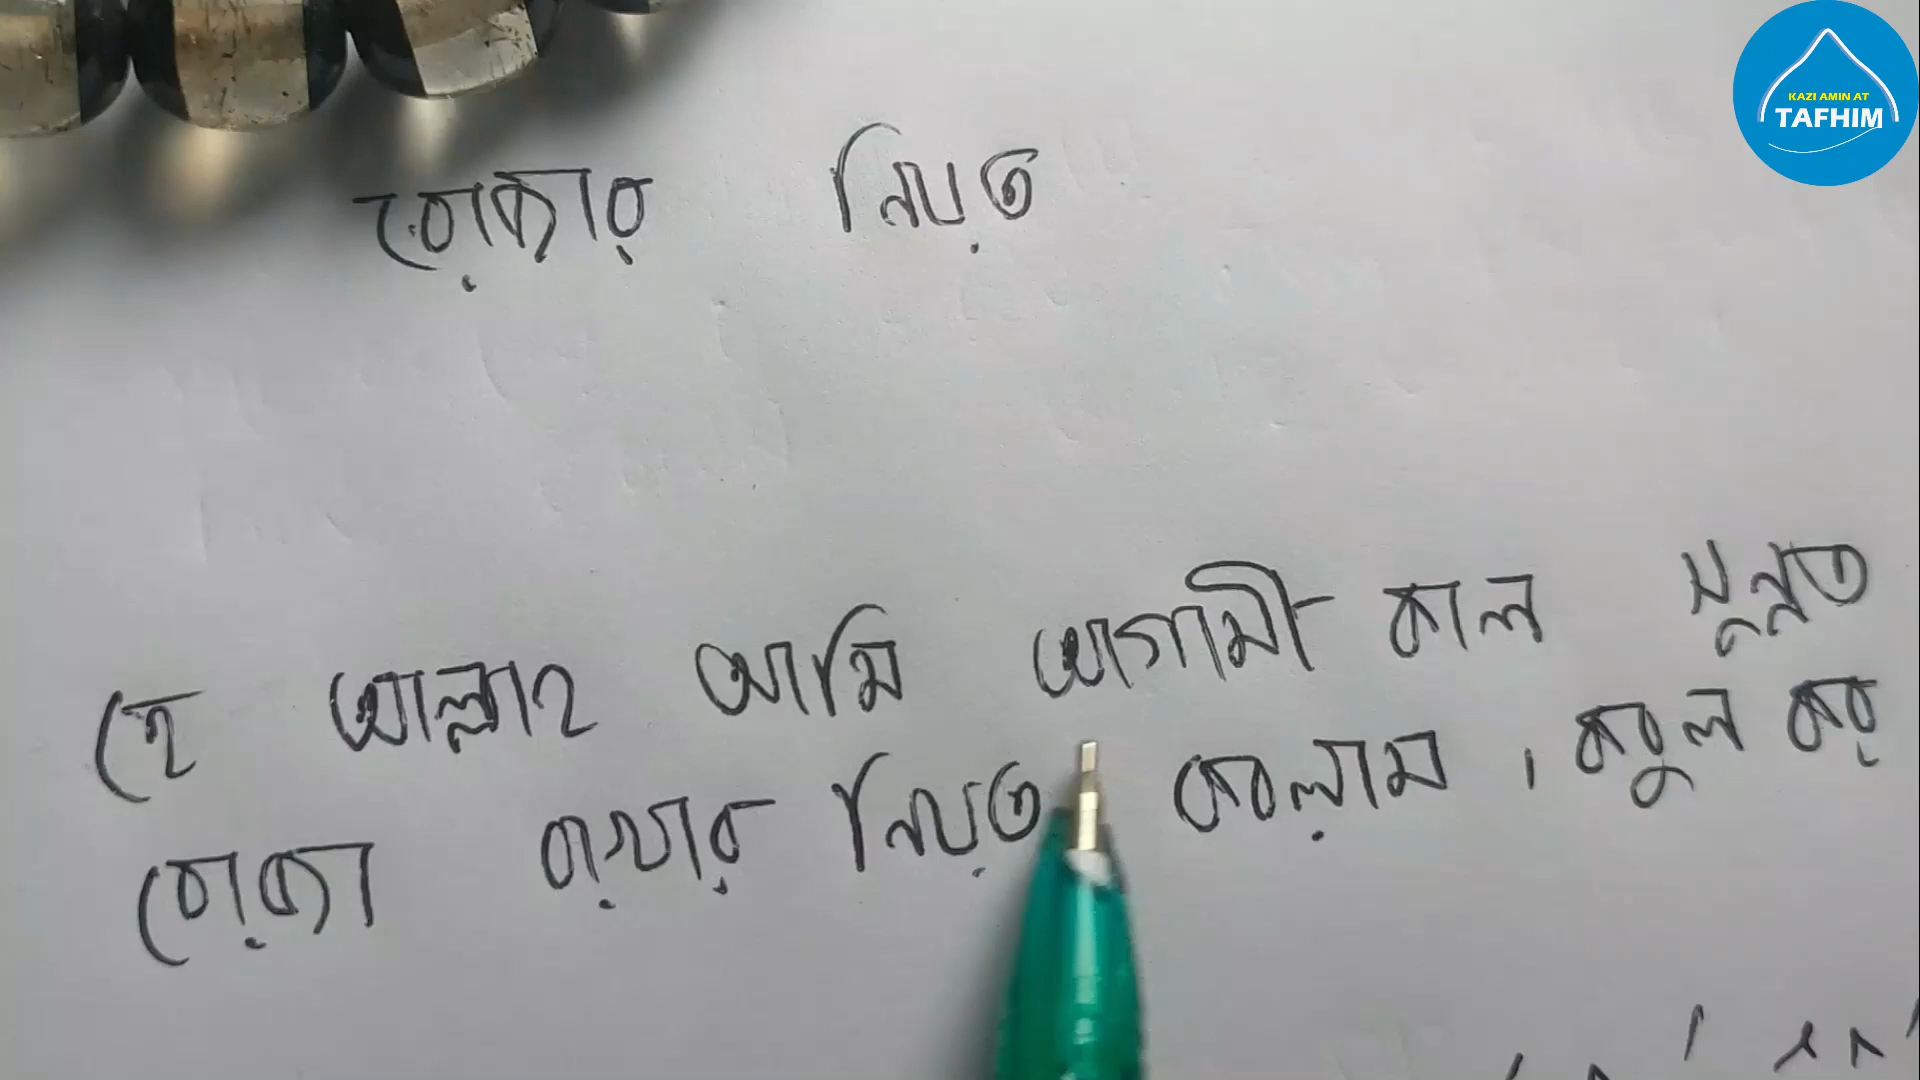 KAZI AMIN AT
TAFHIM
রোজার নিয়ত
হে আল্লাহ আমি আগামী কাল সুন্নত
রোজা রাখার নিয়ত করলাম, কবুল কর